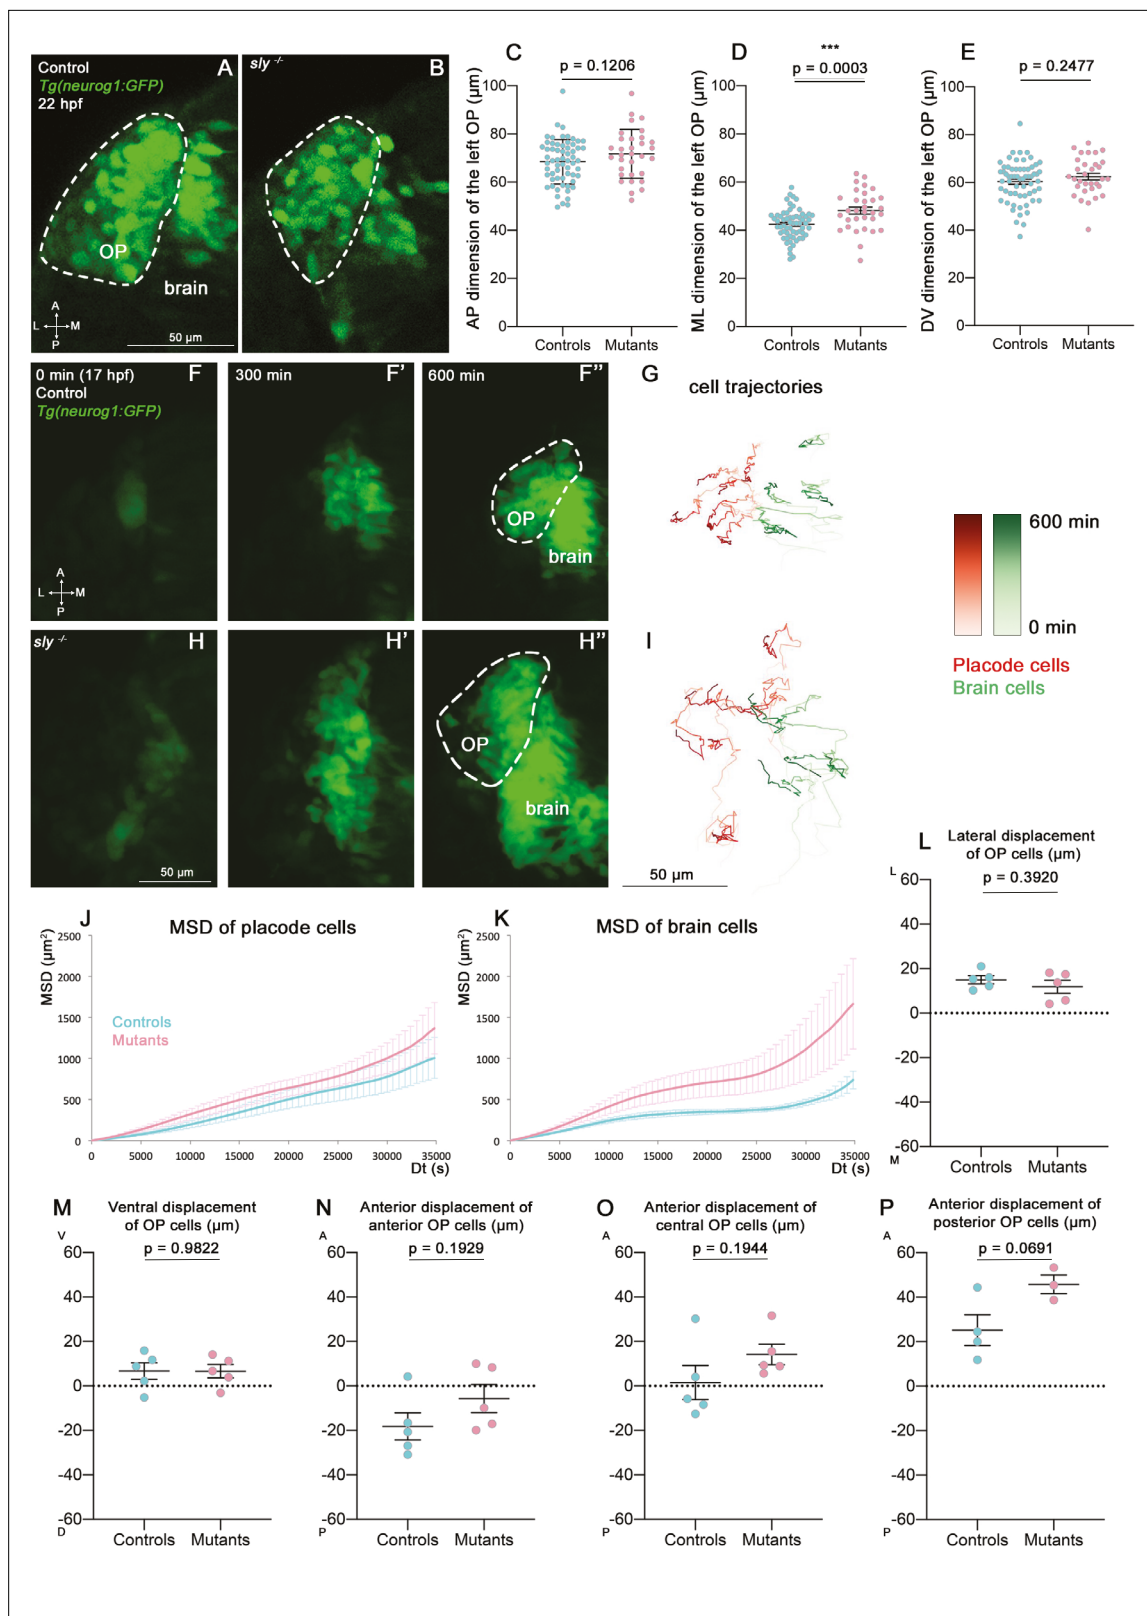 A
Control
Tg(neurog1:GFP)
22 hpf
OP
brain
A
L
M
P
50 µm
B
sly -/-
C
p = 0.1206
AP dimension of the left OP (µm)
100
80
60
40
20
0
Controls
Mutants
D
***
p = 0.0003
ML dimension of the left OP (µm)
100
80
60
40
20
0
Controls
Mutants
E
p = 0.2477
DV dimension of the left OP (µm)
100
80
60
40
20
0
Controls
Mutants
0 min (17 hpf)
F
Control
Tg(neurog1:GFP)
A
L
M
P
300 min
F'
600 min
F''
OP
brain
G
cell trajectories
600 min
0 min
Placode cells
Brain cells
sly -/-
H
50 µm
H'
H''
OP
brain
I
50 µm
J
MSD of placode cells
MSD (µm²)
2500
2000
1500
1000
500
0
Controls
Mutants
0
5000
10000
15000
20000
25000
30000
35000
Dt (s)
K
MSD of brain cells
MSD (µm²)
2500
2000
1500
1000
500
0
0
5000
10000
15000
20000
25000
30000
35000
Dt (s)
L
Lateral displacement
of OP cells (µm)
p = 0.3920
L
60
40
20
0
-20
-40
-60
M
Controls
Mutants
M
Ventral displacement
of OP cells (µm)
p = 0.9822
V
60
40
20
0
-20
-40
-60
D
Controls
Mutants
N
Anterior displacement of
anterior OP cells (µm)
p = 0.1929
A
60
40
20
0
-20
-40
-60
P
Controls
Mutants
O
Anterior displacement of
central OP cells (µm)
p = 0.1944
A
60
40
20
0
-20
-40
-60
P
Controls
Mutants
P
Anterior displacement of
posterior OP cells (µm)
p = 0.0691
A
60
40
20
0
-20
-40
-60
P
Controls
Mutants